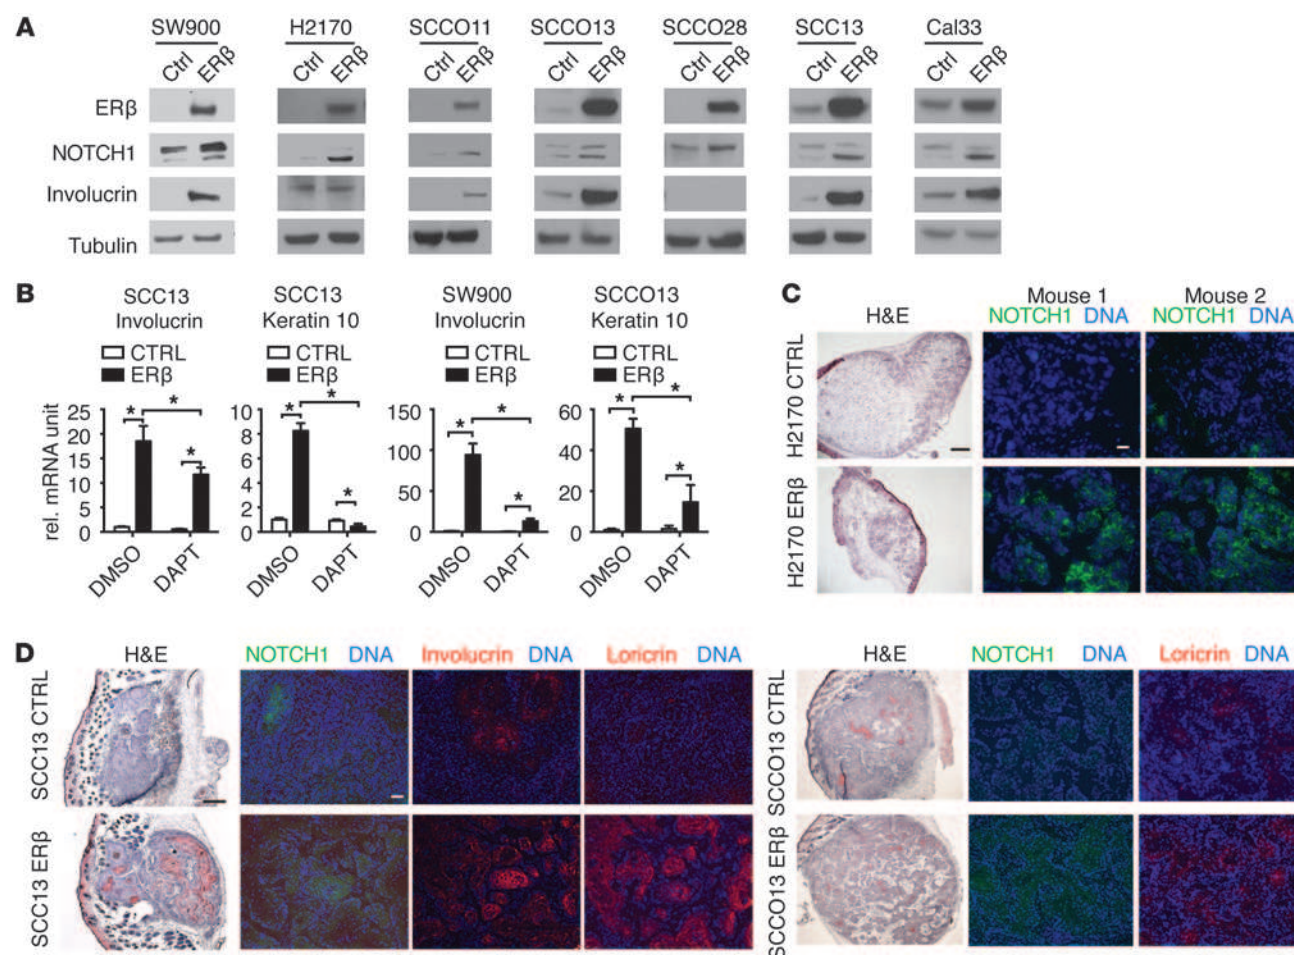 A
SW900 H2170 SCCO11 SCCO13 SCCO28 SCC13 Cal33
Ctrl ERβ Ctrl ERβ Ctrl ERβ Ctrl ERβ Ctrl ERβ Ctrl ERβ Ctrl ERβ
ERβ
NOTCH1
Involucrin
Tubulin
B
SCC13 SCC13 SW900 SCCO13
Involucrin Keratin 10 Involucrin Keratin 10
CTRL CTRL CTRL CTRL
ERβ ERβ ERβ ERβ
rel. mRNA unit
25 20 15 10 5 0
* * *
DMSO DAPT
10 8 6 4 2 0
* * *
DMSO DAPT
150 100 50 0
* * *
DMSO DAPT
60 40 20 0
* * *
DMSO DAPT
C
Mouse 1 Mouse 2
H&E NOTCH1 DNA NOTCH1 DNA
H2170 CTRL
H2170 ERβ
D
H&E NOTCH1 DNA Involucrin DNA Loricrin DNA
SCC13 CTRL
SCC13 ERβ
H&E NOTCH1 DNA Loricrin DNA
SCCO13 CTRL
SCCO13 ERβ